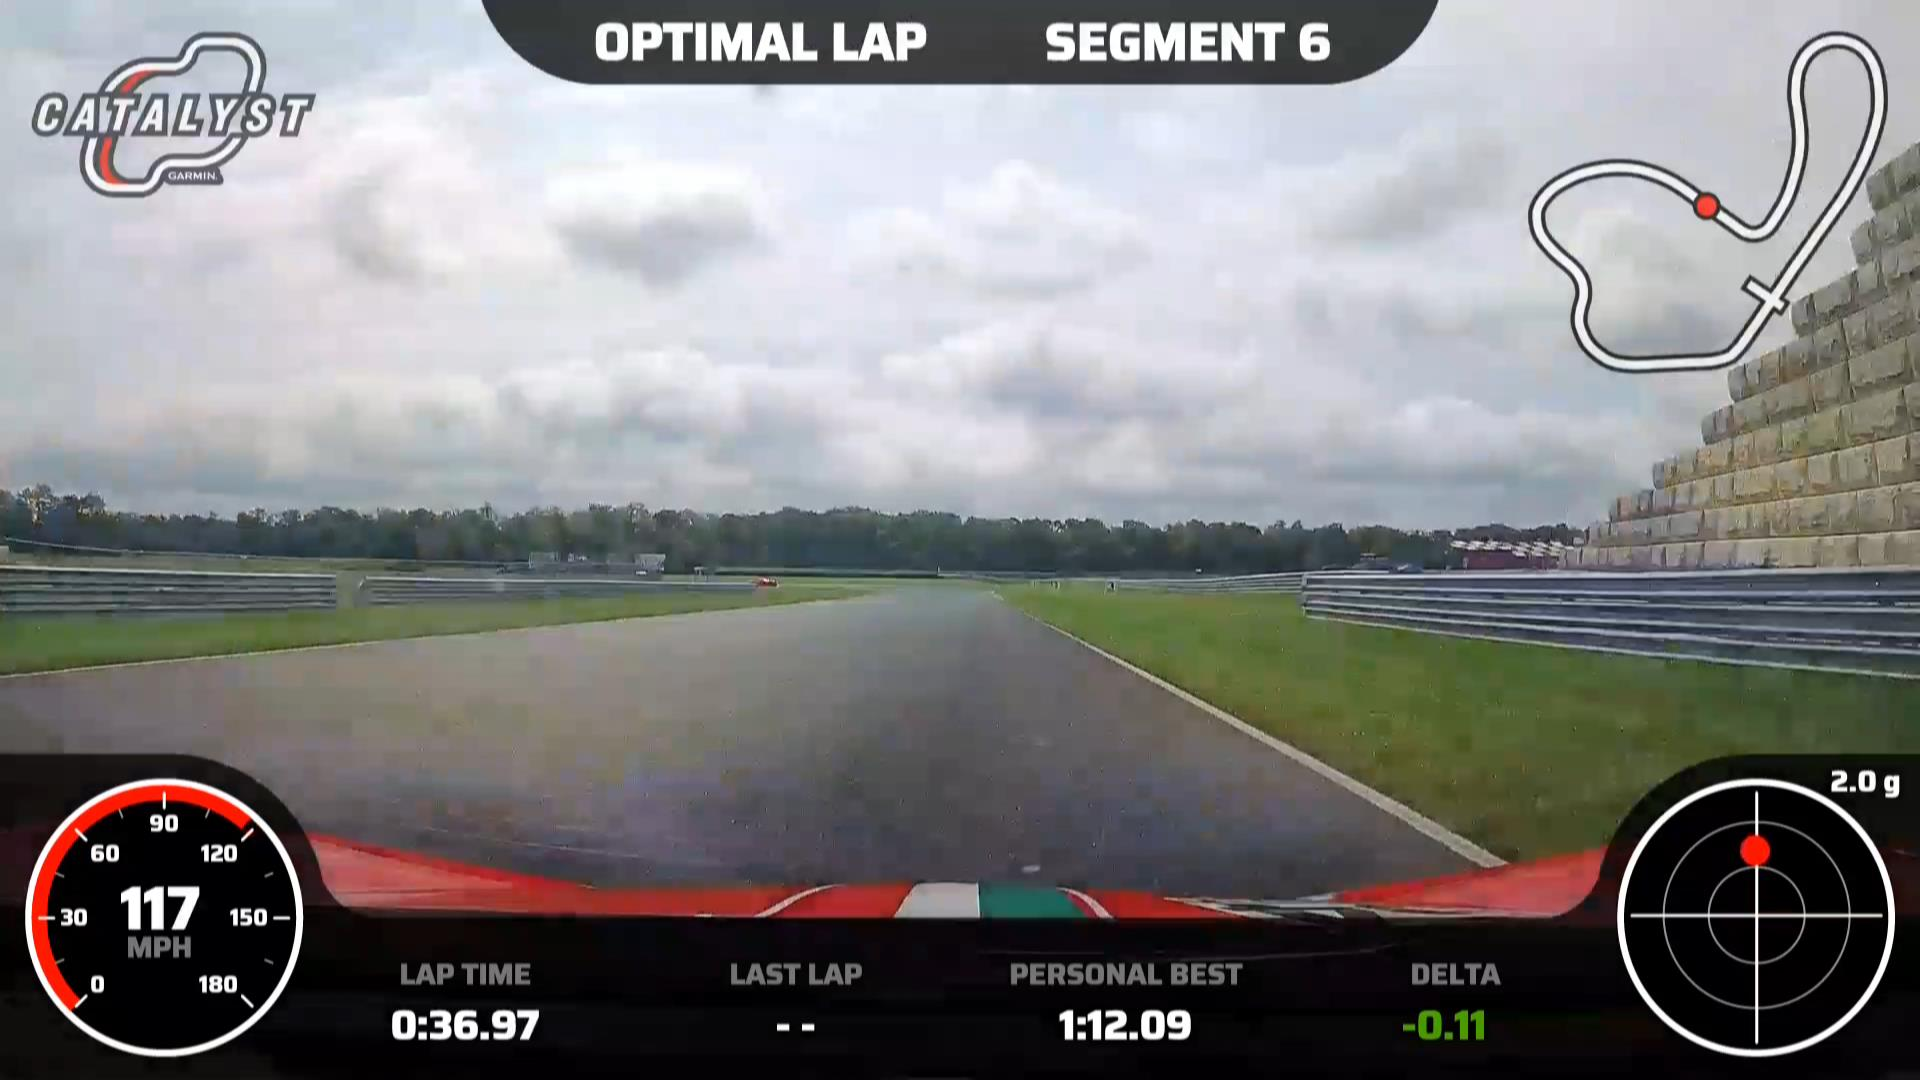 OPTIMAL LAP SEGMENT 6
CATALYST
GARMIN.
2.0 g
90
60 120
117
30 150
MPH
0 180
LAP TIME LAST LAP PERSONAL BEST DELTA
0:36.97 - - 1:12.09 -0.11